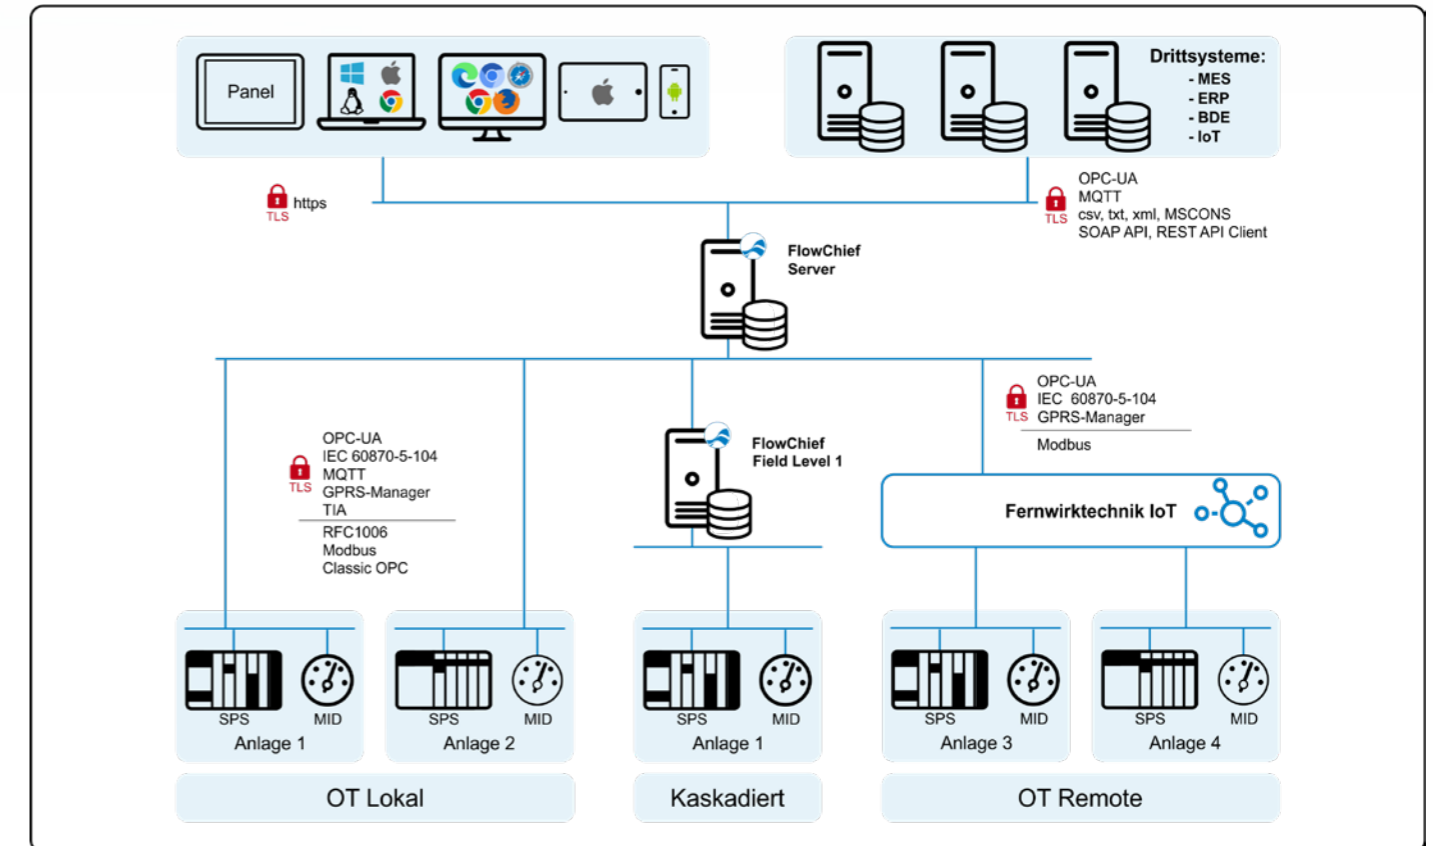 Panel
Drittsysteme:
- MES
- ERP
- BDE
- IoT
TLS
https
TLS
OPC-UA
MQTT
csv, txt, xml, MSCONS
SOAP API, REST API Client
FlowChief
Server
TLS
OPC-UA
IEC 60870-5-104
GPRS-Manager
Modbus
TLS
OPC-UA
IEC 60870-5-104
MQTT
GPRS-Manager
TIA
RFC1006
Modbus
Classic OPC
FlowChief
Field Level 1
Fernwirktechnik IoT
SPS
MID
Anlage 1
SPS
MID
Anlage 2
SPS
MID
Anlage 1
SPS
MID
Anlage 3
SPS
MID
Anlage 4
OT Lokal
Kaskadiert
OT Remote